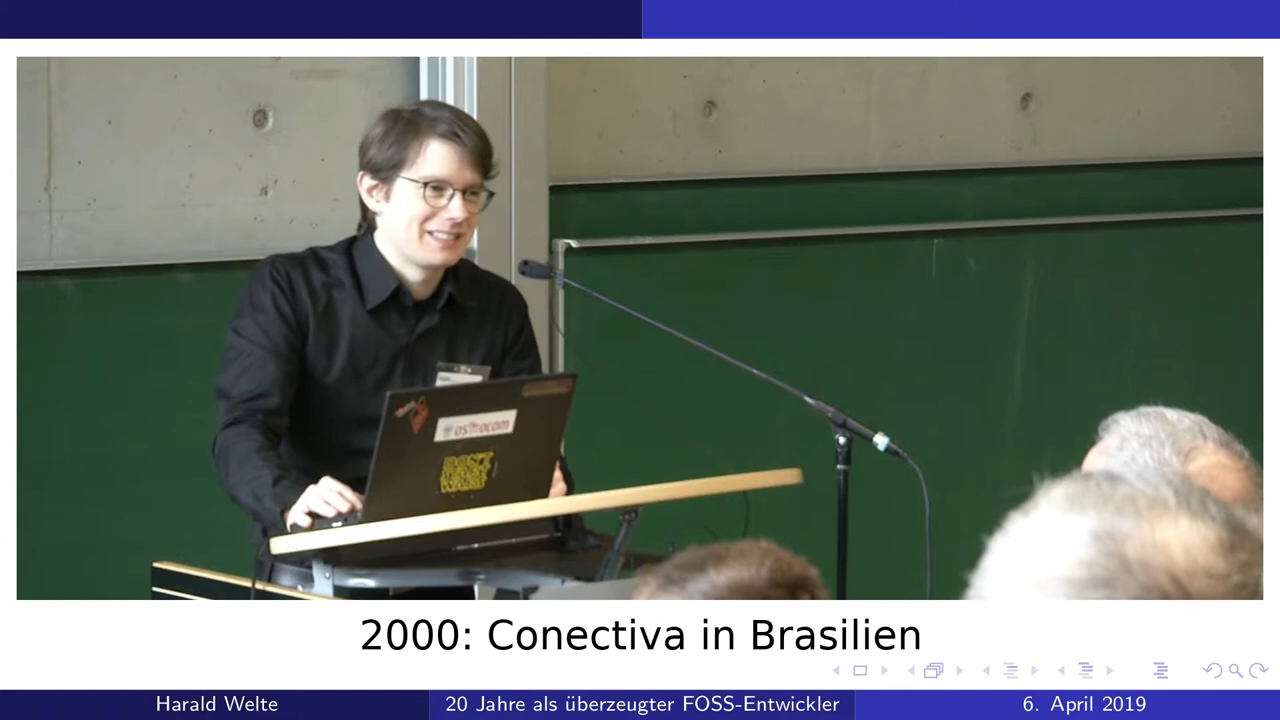 osmocom
2000: Conectiva in Brasilien
Harald Welte
20 Jahre als überzeugter FOSS-Entwickler
6. April 2019